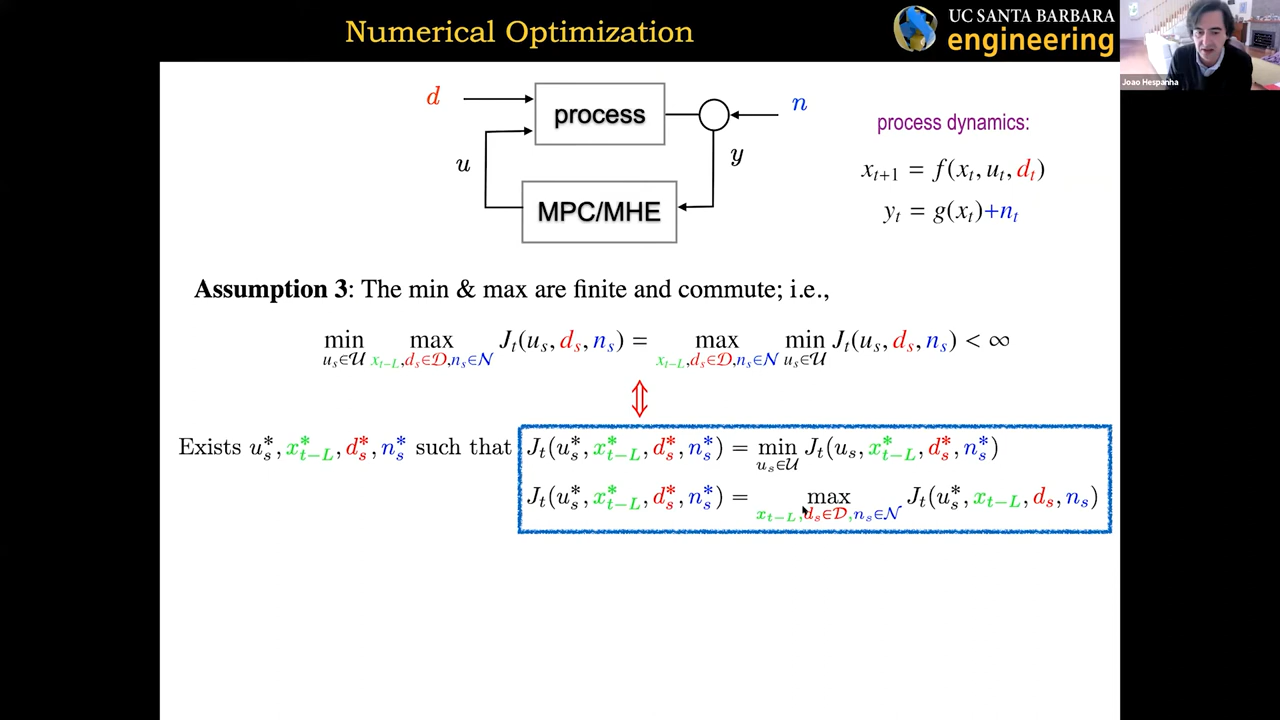 Numerical Optimization
UC SANTA BARBARA
engineering
Joao Hespanha
d
process
n
u
y
MPC/MHE
process dynamics:
x_{t+1} = f(x_t, u_t, d_t)
y_t = g(x_t)+n_t
Assumption 3: The min & max are finite and commute; i.e.,
min_{u_s∈𝒰} max_{x_{t−L},d_s∈𝒟,n_s∈𝒩} J_t(u_s, d_s, n_s) = max_{x_{t−L},d_s∈𝒟,n_s∈𝒩} min_{u_s∈𝒰} J_t(u_s, d_s, n_s) < ∞
⇕
Exists u_s^*, x_{t−L}^*, d_s^*, n_s^* such that J_t(u_s^*, x_{t−L}^*, d_s^*, n_s^*) = min_{u_s∈𝒰} J_t(u_s, x_{t−L}^*, d_s^*, n_s^*)
J_t(u_s^*, x_{t−L}^*, d_s^*, n_s^*) = max_{x_{t−L},d_s∈𝒟,n_s∈𝒩} J_t(u_s^*, x_{t−L}, d_s, n_s)